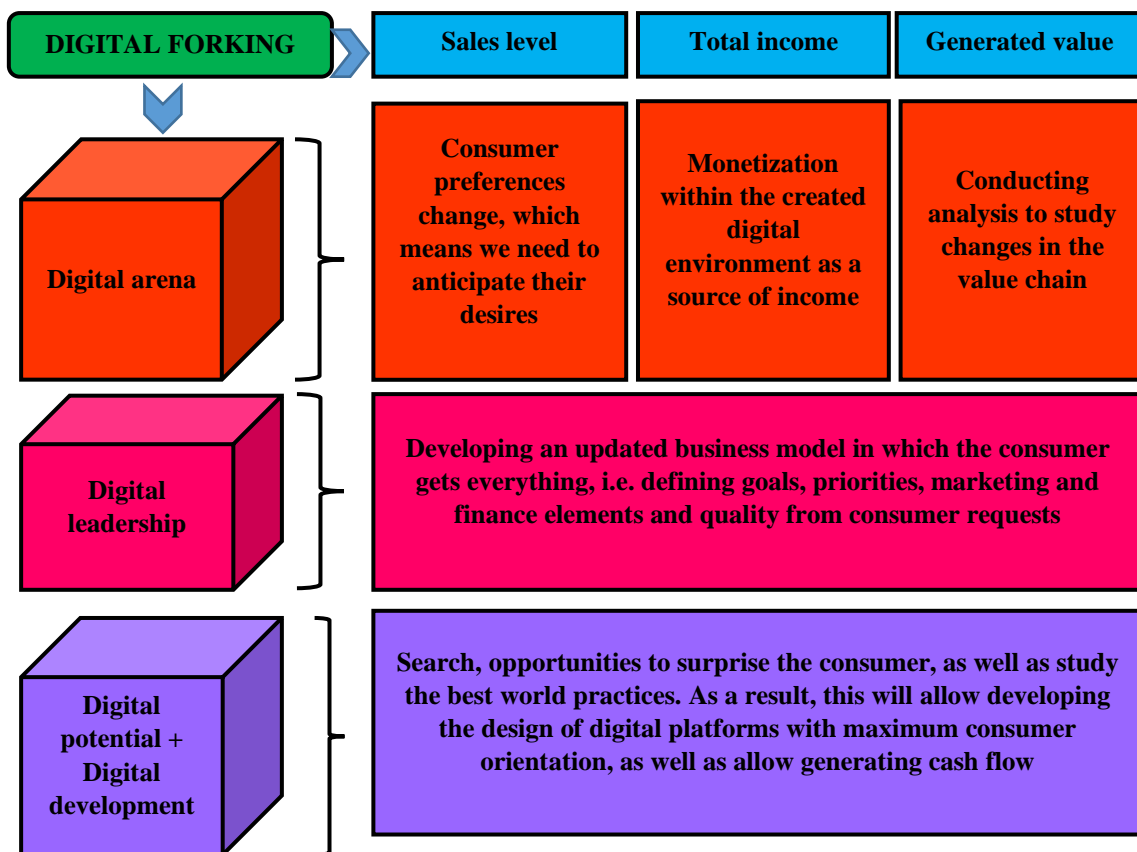 DIGITAL FORKING
Sales level
Total income
Generated value
Digital arena
Consumer
preferences
change, which
means we need to
anticipate their
desires
Monetization
within the created
digital
environment as a
source of income
Conducting
analysis to study
changes in the
value chain
Digital
leadership
Developing an updated business model in which the consumer
gets everything, i.e. defining goals, priorities, marketing and
finance elements and quality from consumer requests
Digital
potential +
Digital
development
Search, opportunities to surprise the consumer, as well as study
the best world practices. As a result, this will allow developing
the design of digital platforms with maximum consumer
orientation, as well as allow generating cash flow